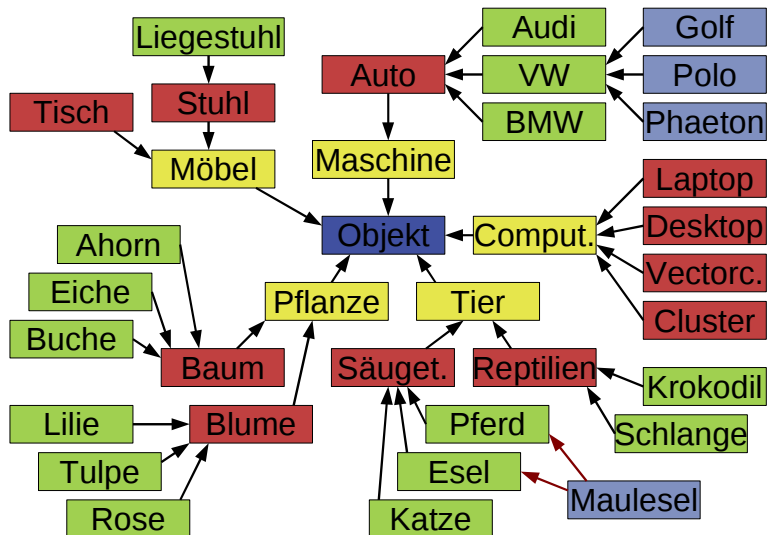 Liegestuhl
Audi
Golf
Auto
VW
Polo
Tisch
Stuhl
BMW
Phaeton
Möbel
Maschine
Laptop
Objekt
Comput.
Desktop
Ahorn
Vectorc.
Eiche
Pflanze
Tier
Cluster
Buche
Baum
Säuget.
Reptilien
Krokodil
Lilie
Blume
Pferd
Schlange
Tulpe
Esel
Maulesel
Rose
Katze